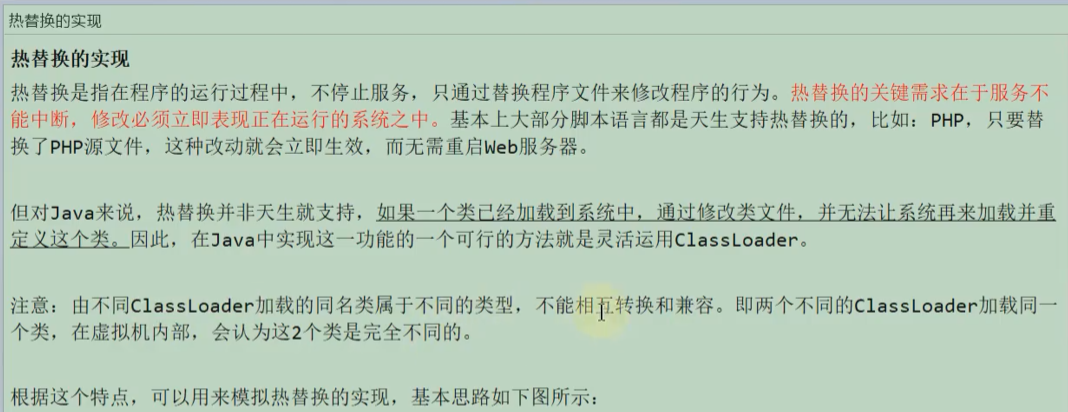 热替换的实现
热替换的实现
热替换是指在程序的运行过程中，不停止服务，只通过替换程序文件来修改程序的行为。热替换的关键需求在于服务不
能中断，修改必须立即表现正在运行的系统之中。基本上大部分脚本语言都是天生支持热替换的，比如：PHP，只要替
换了PHP源文件，这种改动就会立即生效，而无需重启Web服务器。
但对Java来说，热替换并非天生就支持，如果一个类已经加载到系统中，通过修改类文件，并无法让系统再来加载并重
定义这个类。因此，在Java中实现这一功能的一个可行的方法就是灵活运用ClassLoader。
注意：由不同ClassLoader加载的同名类属于不同的类型，不能相互转换和兼容。即两个不同的ClassLoader加载同一
个类，在虚拟机内部，会认为这2个类是完全不同的。
根据这个特点，可以用来模拟热替换的实现，基本思路如下图所示：